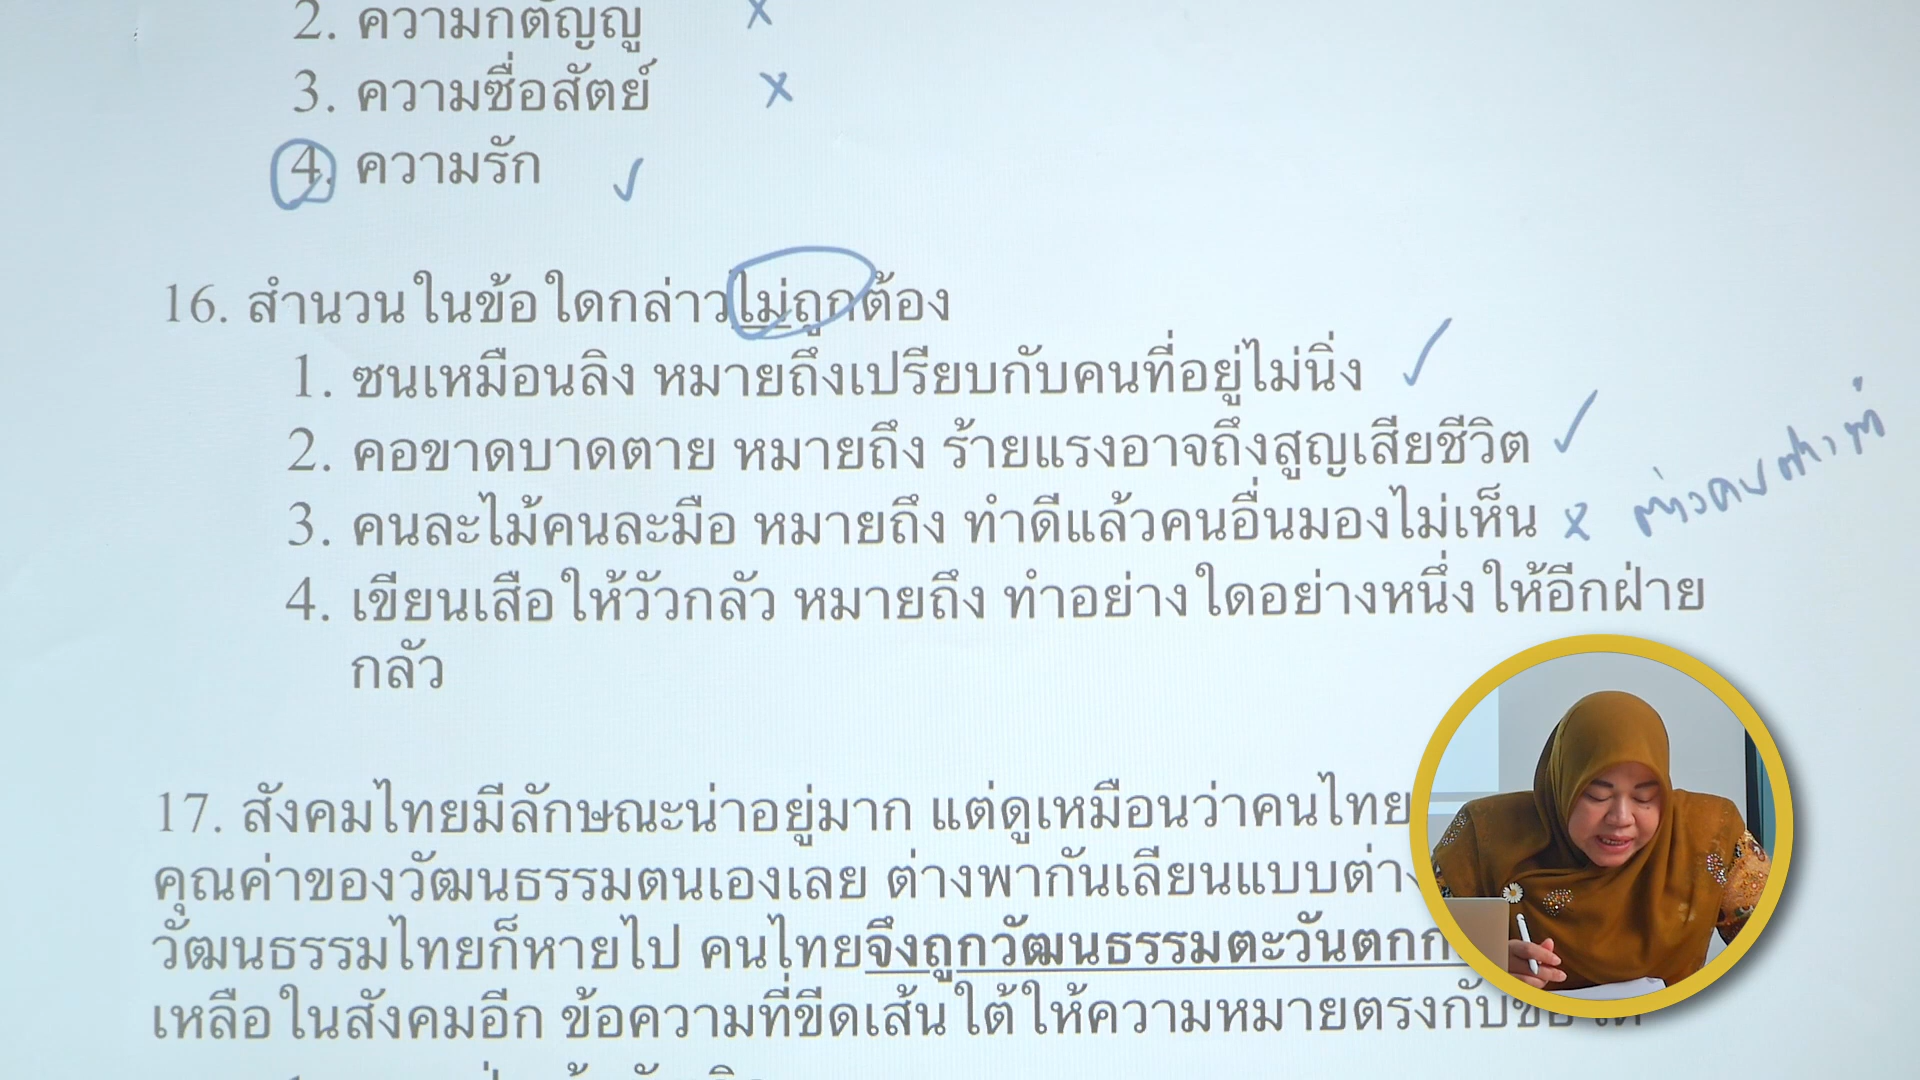 2. ความกตัญญู x
3. ความซื่อสัตย์ x
4. ความรัก ✓
16. สำนวนในข้อใดกล่าวไม่ถูกต้อง
1. ซนเหมือนลิง หมายถึงเปรียบกับคนที่อยู่ไม่นิ่ง ✓
2. คอขาดบาดตาย หมายถึง ร้ายแรงอาจถึงสูญเสียชีวิต ✓
3. คนละไม้คนละมือ หมายถึง ทำดีแล้วคนอื่นมองไม่เห็น x ต่างคน
4. เขียนเสือให้วัวกลัว หมายถึง ทำอย่างใดอย่างหนึ่งให้อีกฝ่าย
กลัว
17. สังคมไทยมีลักษณะน่าอยู่มาก แต่ดูเหมือนว่าคนไทย
คุณค่าของวัฒนธรรมตนเองเลย ต่างพากันเลียนแบบต่าง
วัฒนธรรมไทยก็หายไป คนไทยจึงถูกวัฒนธรรมตะวันตกก
เหลือในสังคมอีก ข้อความที่ขีดเส้นใต้ให้ความหมายตรงกับข้อใด